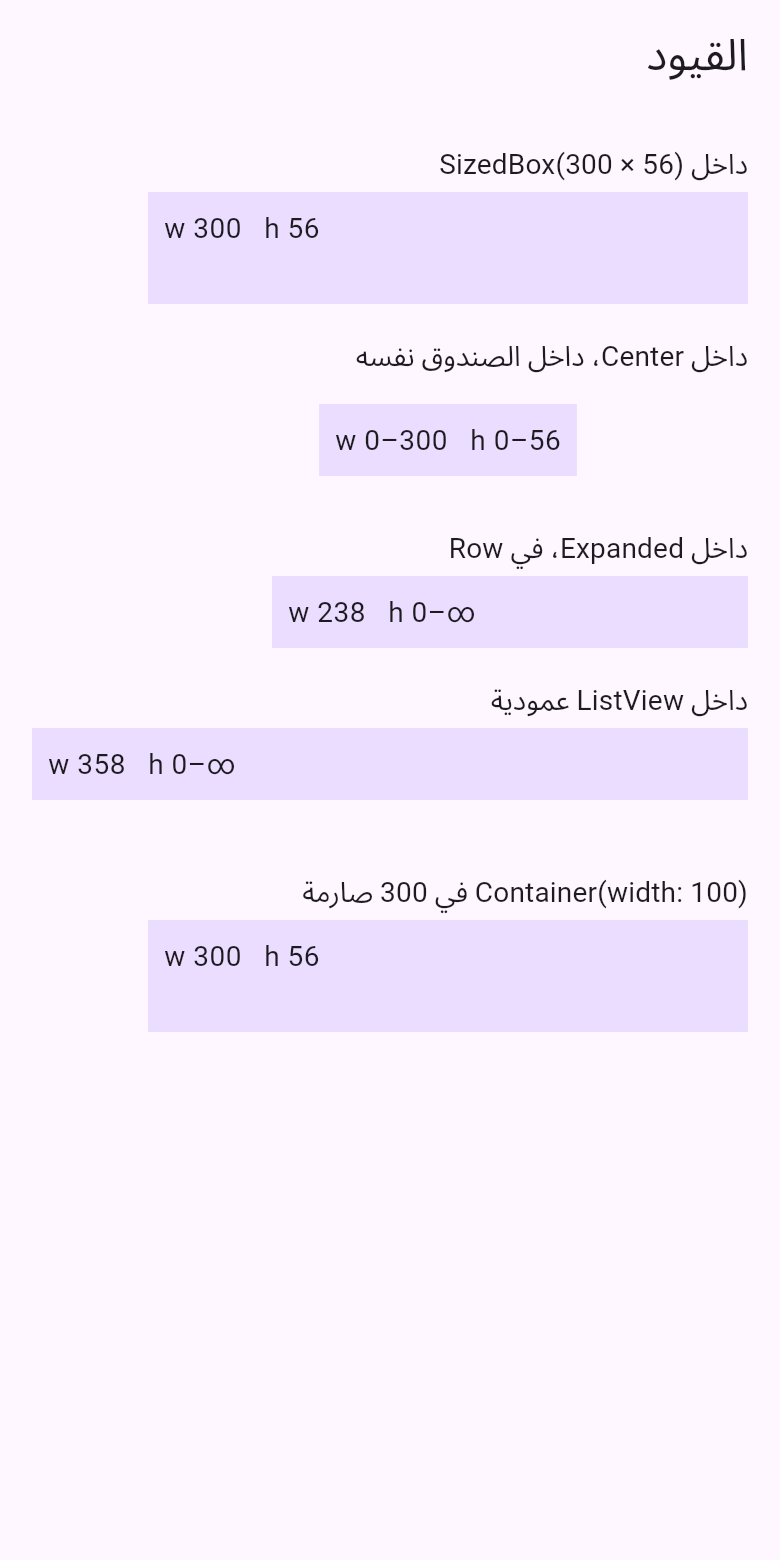 القيود
داخل SizedBox(300 × 56)
w 300   h 56
داخل Center، داخل الصندوق نفسه
w 0–300   h 0–56
داخل Expanded، في Row
w 238   h 0–∞
داخل ListView عمودية
w 358   h 0–∞
Container(width: 100) في 300 صارمة
w 300   h 56